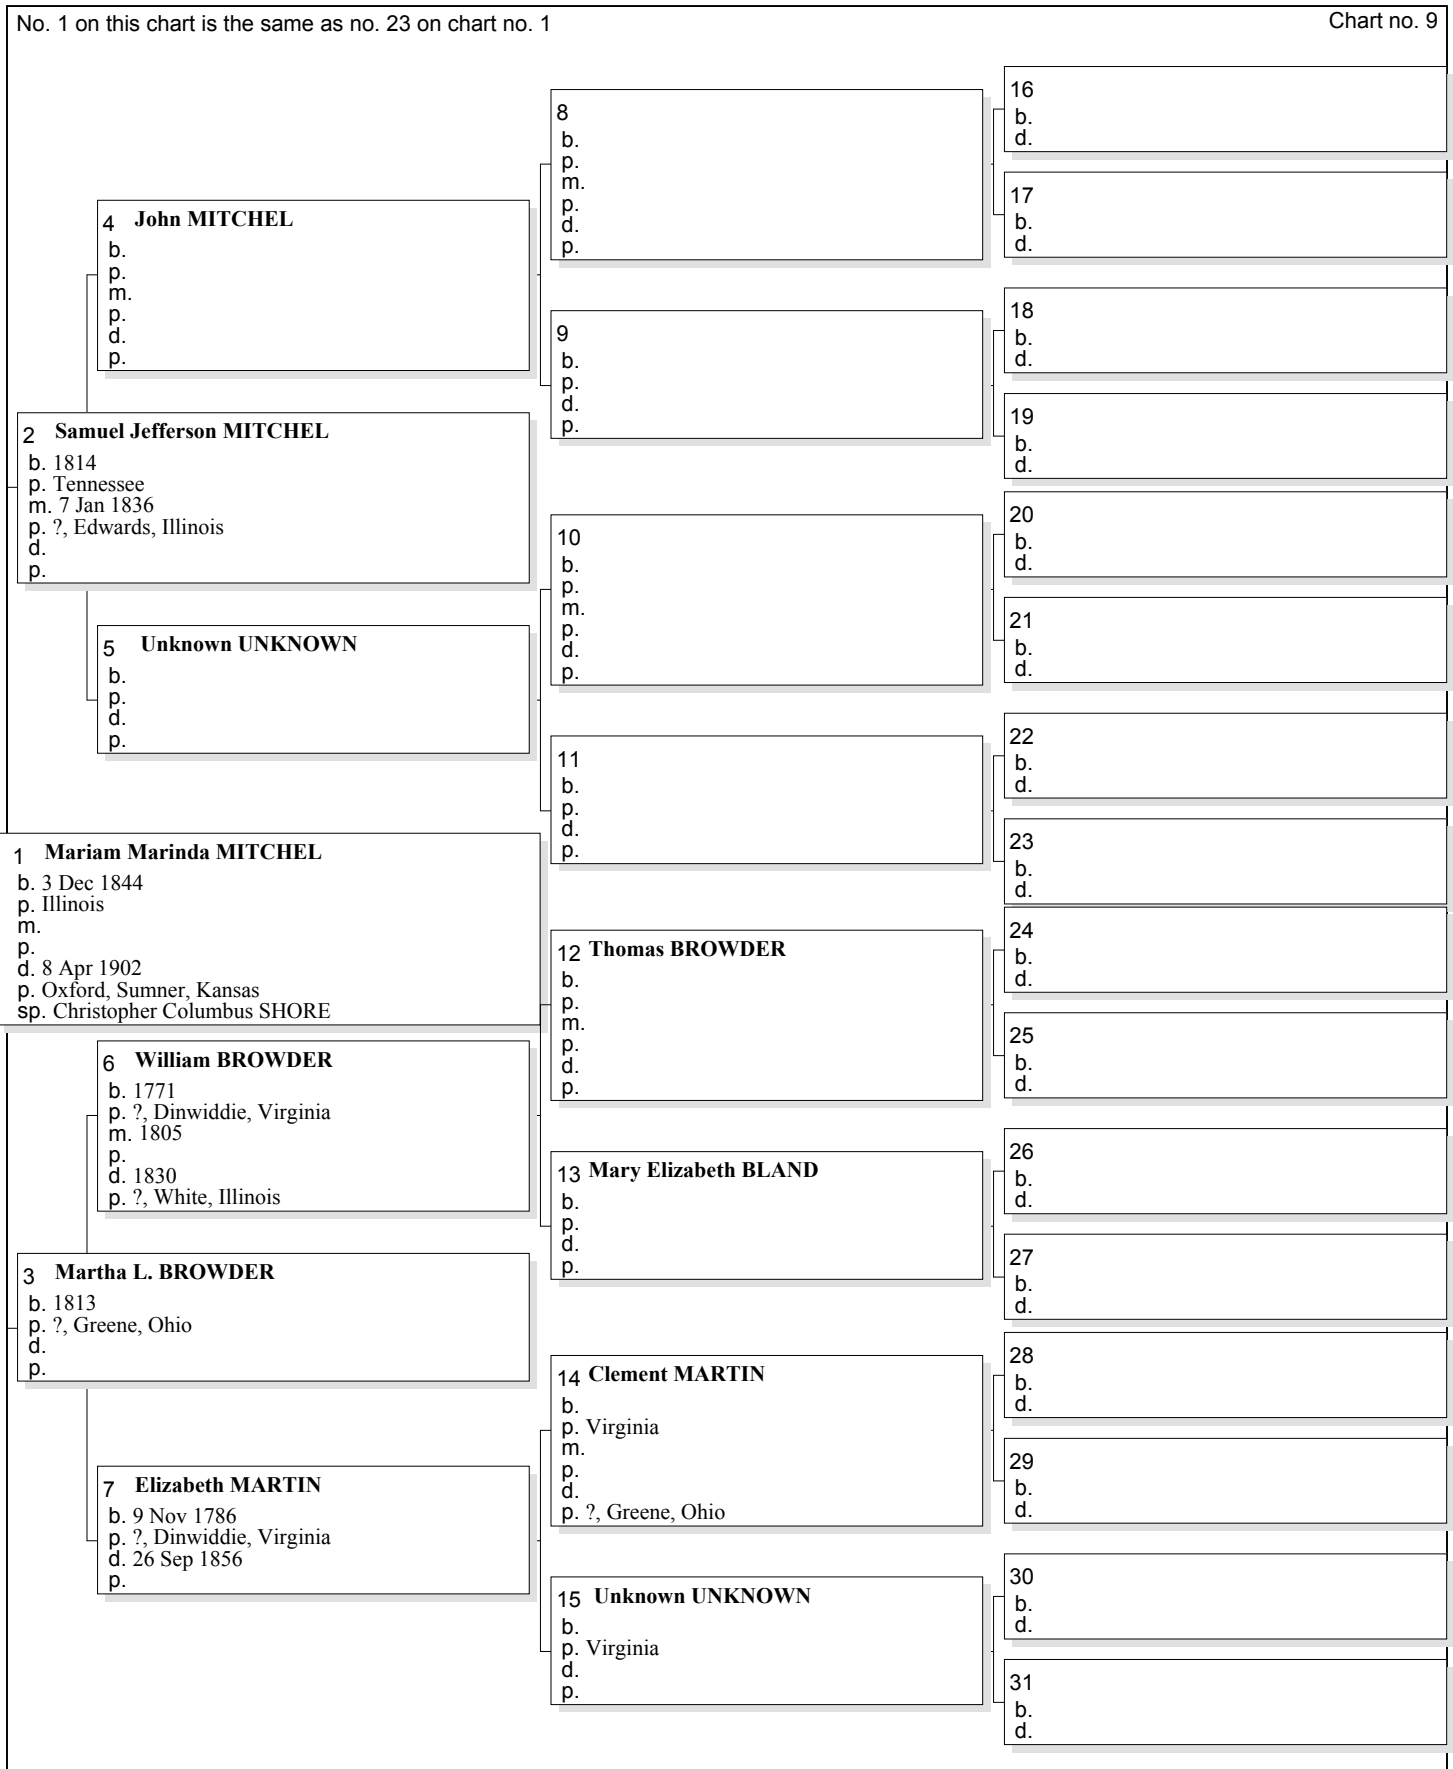 No. 1 on this chart is the same as no. 23 on chart no. 1
Chart no. 9
4 John MITCHEL
b.
p.
m.
p.
d.
p.
2 Samuel Jefferson MITCHEL
b. 1814
p. Tennessee
m. 7 Jan 1836
p. ?, Edwards, Illinois
d.
p.
5 Unknown UNKNOWN
b.
p.
d.
p.
1 Mariam Marinda MITCHEL
b. 3 Dec 1844
p. Illinois
m.
p.
d. 8 Apr 1902
p. Oxford, Sumner, Kansas
sp. Christopher Columbus SHORE
6 William BROWDER
b. 1771
p. ?, Dinwiddie, Virginia
m. 1805
p.
d. 1830
p. ?, White, Illinois
3 Martha L. BROWDER
b. 1813
p. ?, Greene, Ohio
d.
p.
7 Elizabeth MARTIN
b. 9 Nov 1786
p. ?, Dinwiddie, Virginia
d. 26 Sep 1856
p.
8
b.
p.
m.
p.
d.
p.
9
b.
p.
d.
p.
10
b.
p.
m.
p.
d.
p.
11
b.
p.
d.
p.
12 Thomas BROWDER
b.
p.
m.
p.
d.
p.
13 Mary Elizabeth BLAND
b.
p.
d.
p.
14 Clement MARTIN
b.
p. Virginia
m.
p.
d.
p. ?, Greene, Ohio
15 Unknown UNKNOWN
b.
p. Virginia
d.
p.
16
b.
d.
17
b.
d.
18
b.
d.
19
b.
d.
20
b.
d.
21
b.
d.
22
b.
d.
23
b.
d.
24
b.
d.
25
b.
d.
26
b.
d.
27
b.
d.
28
b.
d.
29
b.
d.
30
b.
d.
31
b.
d.